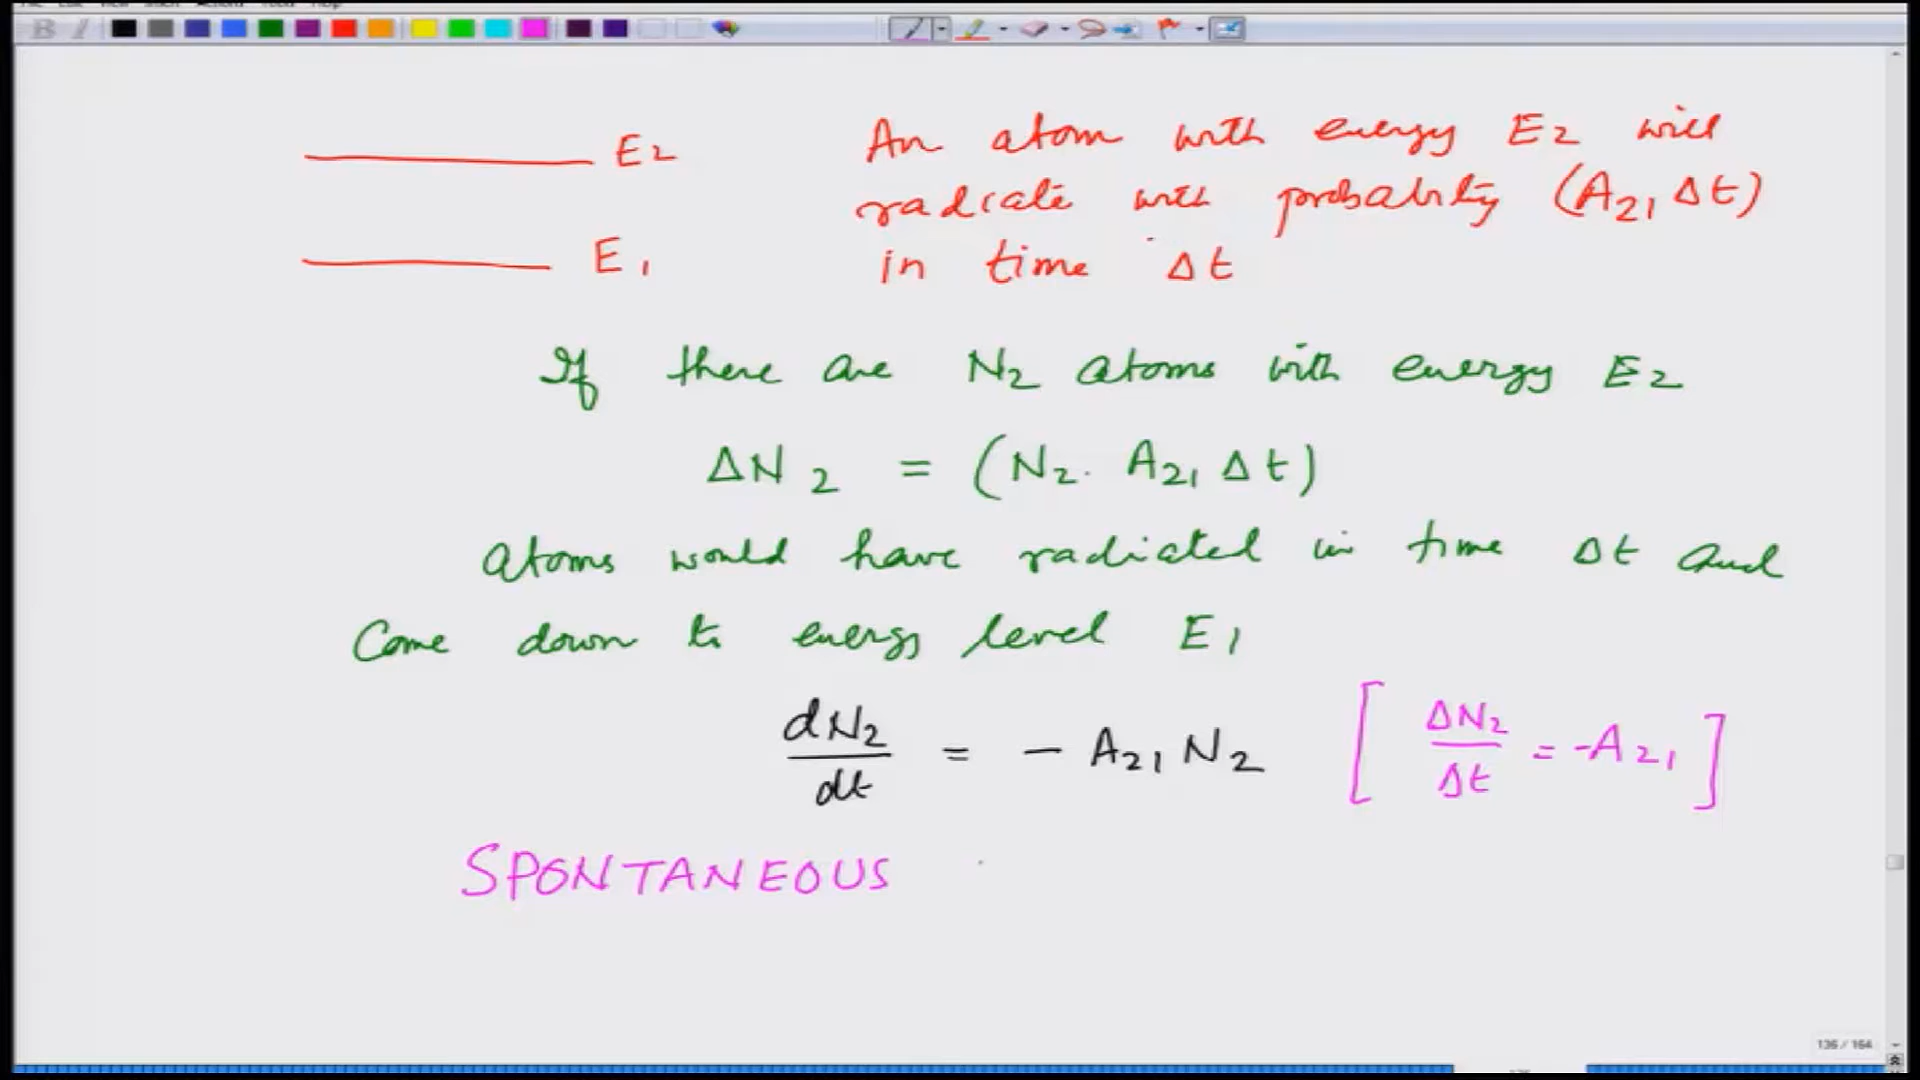 E2
An atom with energy E2 will
radiate with probability (A21 Δt)
E1
in time Δt
If there are N2 atoms with energy E2
ΔN2 = (N2. A21 Δt)
atoms would have radiated in time Δt and
Come down to energy level E1
dN2/dt = - A21 N2 [ΔN2/Δt = -A21]
SPONTANEOUS
136 / 164